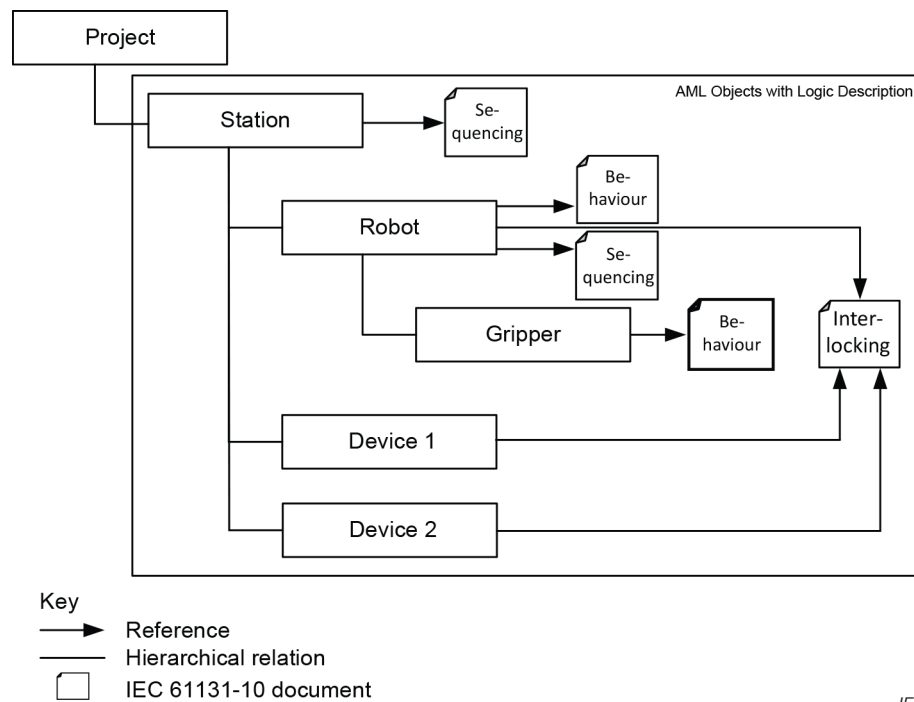 Project
AML Objects with Logic Description
Station
Se-
quencing
Be-
haviour
Robot
Se-
quencing
Gripper
Be-
haviour
Inter-
locking
Device 1
Device 2
Key
Reference
Hierarchical relation
IEC 61131-10 document